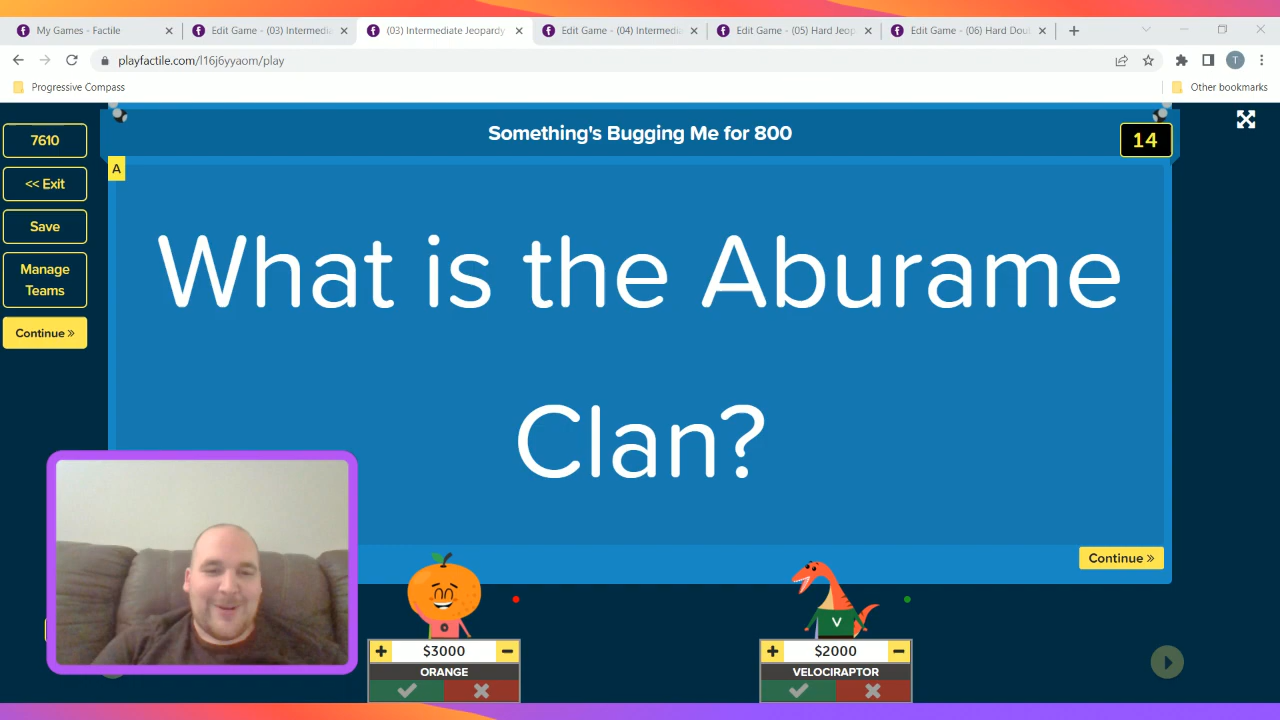 My Games - Factile
Edit Game - (03) Intermedi
(03) Intermediate Jeopardy
Edit Game - (04) Intermedi
Edit Game - (05) Hard Jeop
Edit Game - (06) Hard Dou
playfactile.com/l16j6yyaom/play
T
Progressive Compass
Other bookmarks
7610
Something's Bugging Me for 800
14
A
<< Exit
Save
Manage
Teams
Continue »
What is the Aburame
Clan?
Continue »
O
V
+ $3000 −
ORANGE
+ $2000 −
VELOCIRAPTOR